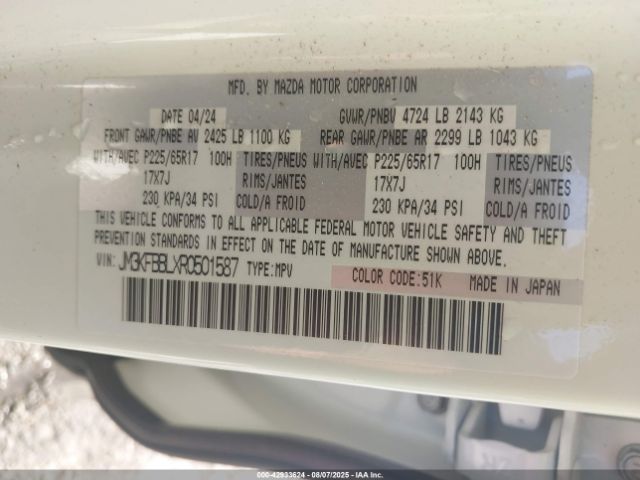 MFD. BY MAZDA MOTOR CORPORATION
DATE 04/24 GVWR/PNBV 4724 LB 2143 KG
FRONT GAWR/PNBE AV 2425 LB 1100 KG REAR GAWR/PNBE AR 2299 LB 1043 KG
WITH/AVEC P225/65R17 100H TIRES/PNEUS WITH/AVEC P225/65R17 100H TIRES/PNEUS
17X7J RIMS/JANTES 17X7J RIMS/JANTES
230 KPA/34 PSI COLD/A FROID 230 KPA/34 PSI COLD/A FROID
THIS VEHICLE CONFORMS TO ALL APPLICABLE FEDERAL MOTOR VEHICLE SAFETY AND THEFT
PREVENTION STANDARDS IN EFFECT ON THE DATE OF MANUFACTURE SHOWN ABOVE.
VIN: JM3KFBBLXR0501587 TYPE:MPV COLOR CODE:51K MADE IN JAPAN
000-42933624 08/07/2025 IAAI.COM